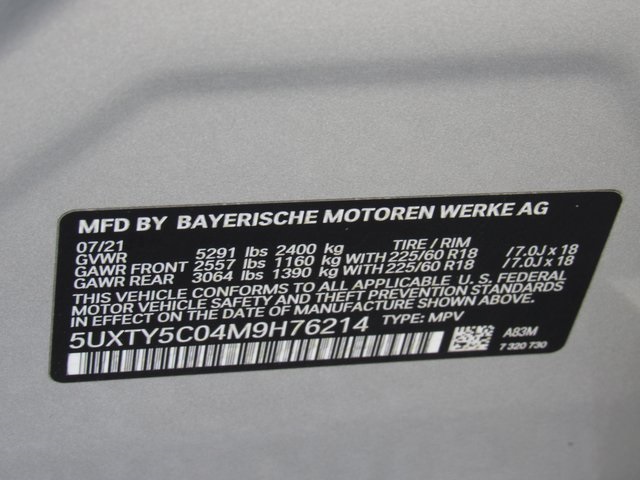 MFD BY BAYERISCHE MOTOREN WERKE AG
07/21 TIRE / RIM
GVWR 5291 lbs 2400 kg
GAWR FRONT 2557 lbs 1160 kg WITH 225/60 R18 / 7.0J x 18
GAWR REAR 3064 lbs 1390 kg WITH 225/60 R18 / 7.0J x 18
THIS VEHICLE CONFORMS TO ALL APPLICABLE U.S. FEDERAL
MOTOR VEHICLE SAFETY AND THEFT PREVENTION STANDARDS
IN EFFECT ON THE DATE OF MANUFACTURE SHOWN ABOVE.
5UXTY5C04M9H76214 TYPE: MPV
A83M
7 320 730